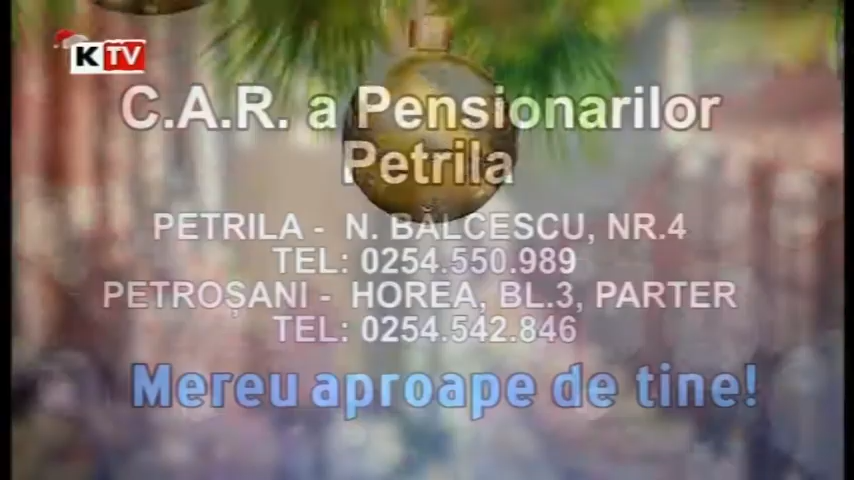 KTV
C.A.R. a Pensionarilor
Petrila
PETRILA - N. BĂLCESCU, NR.4
TEL: 0254.550.989
PETROȘANI - HOREA, BL.3, PARTER
TEL: 0254.542.846
Mereu aproape de tine!